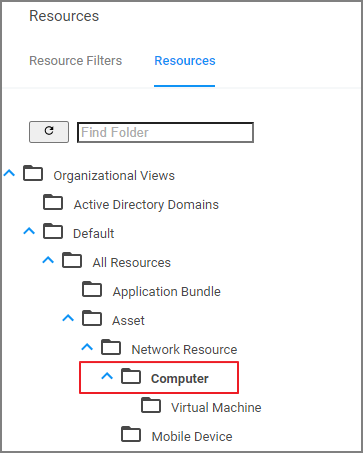 Resources
Resource Filters Resources
Find Folder
Organizational Views
Active Directory Domains
Default
All Resources
Application Bundle
Asset
Network Resource
Computer
Virtual Machine
Mobile Device